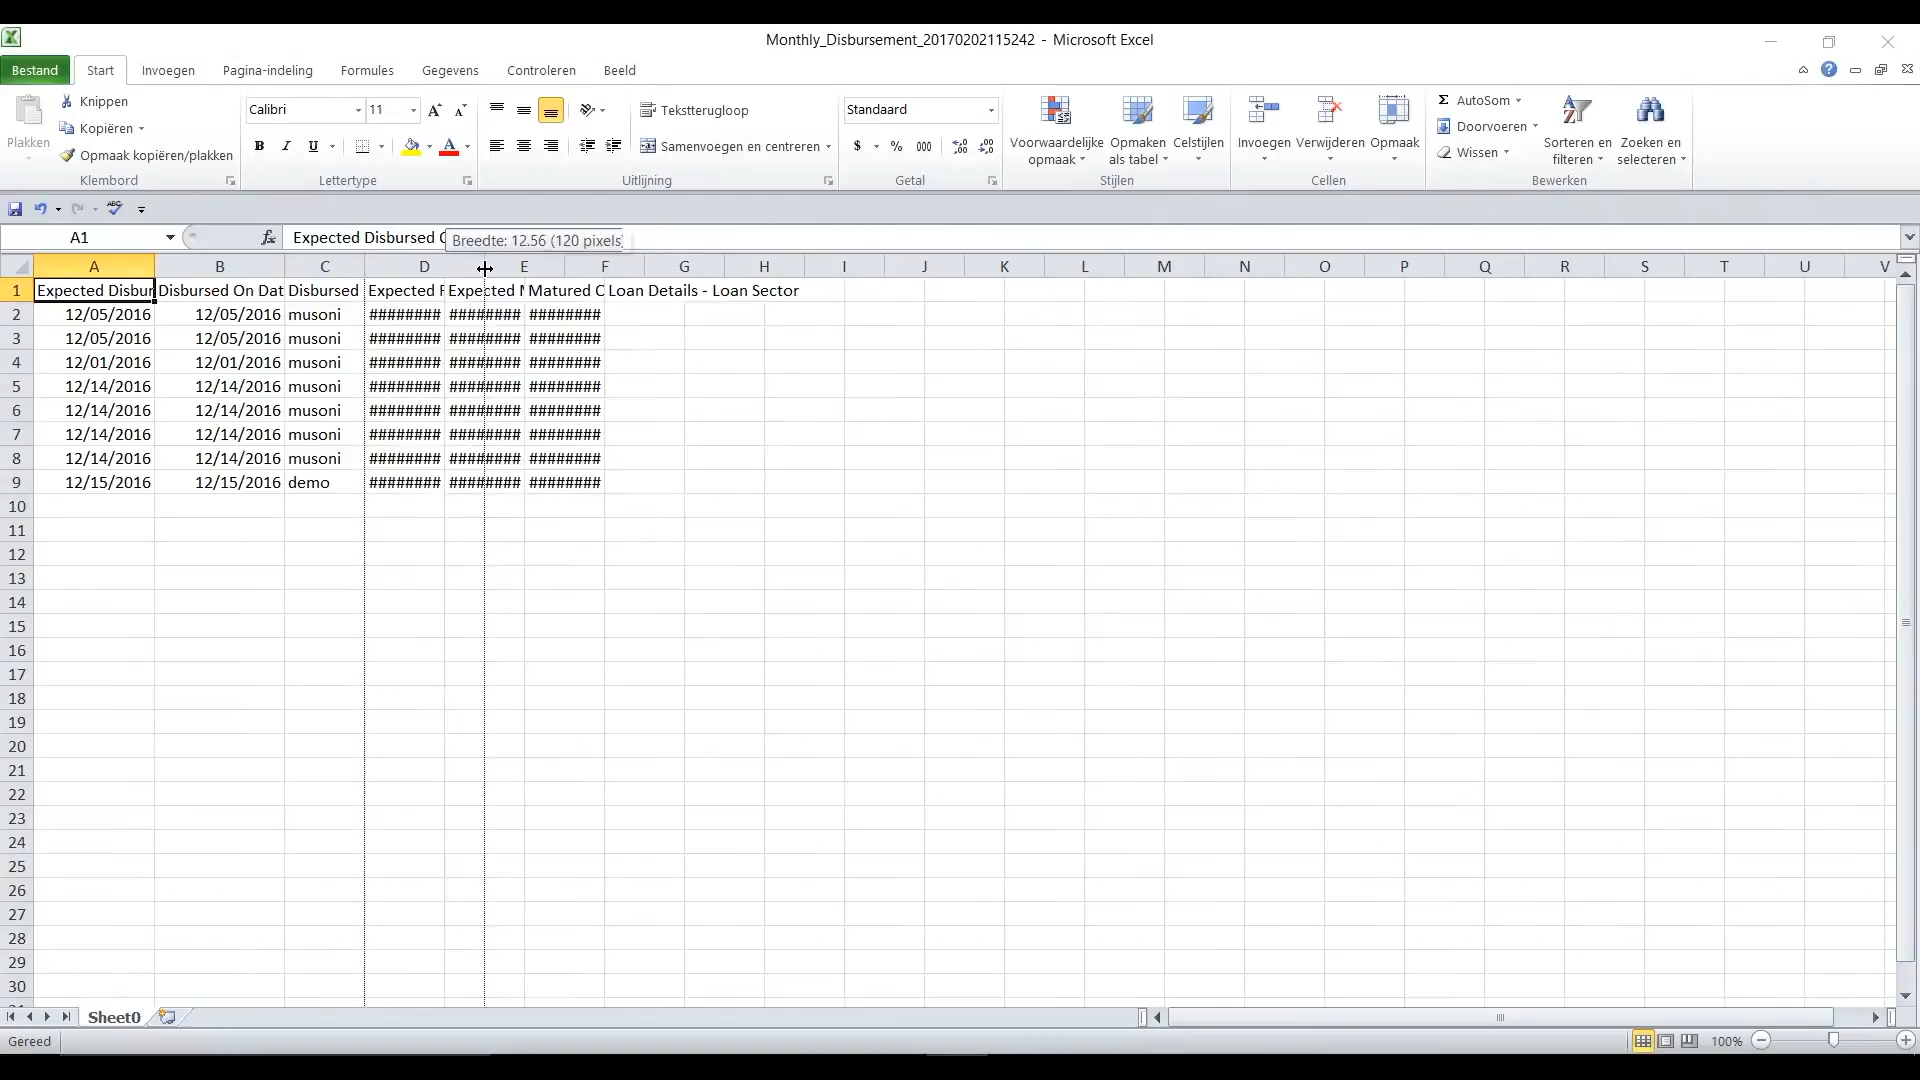 Monthly_Disbursement_20170202115242 - Microsoft Excel
Bestand Start Invoegen Pagina-indeling Formules Gegevens Controleren Beeld
Plakken
Knippen
Kopiëren
Opmaak kopiëren/plakken
Klembord
Calibri 11
B I U A
Lettertype
Tekstterugloop
Samenvoegen en centreren
Uitlijning
Standaard
$ % 000
Getal
Voorwaardelijke opmaak
Opmaken als tabel
Celstijlen
Stijlen
Invoegen Verwijderen Opmaak
Cellen
Σ AutoSom
Doorvoeren
Wissen
Sorteren en filteren
Zoeken en selecteren
Bewerken
A1 fx Expected Disbursed
Breedte: 12.56 (120 pixels)
A B C D E F G H I J K L M N O P Q R S T U V
1 Expected Disbur Disbursed On Dat Disbursed Expected Expected Matured Loan Details - Loan Sector
2 12/05/2016 12/05/2016 musoni ######## ######## ########
3 12/05/2016 12/05/2016 musoni ######## ######## ########
4 12/01/2016 12/01/2016 musoni ######## ######## ########
5 12/14/2016 12/14/2016 musoni ######## ######## ########
6 12/14/2016 12/14/2016 musoni ######## ######## ########
7 12/14/2016 12/14/2016 musoni ######## ######## ########
8 12/14/2016 12/14/2016 musoni ######## ######## ########
9 12/15/2016 12/15/2016 demo ######## ######## ########
10
11
12
13
14
15
16
17
18
19
20
21
22
23
24
25
26
27
28
29
30
Sheet0
Gereed 100%